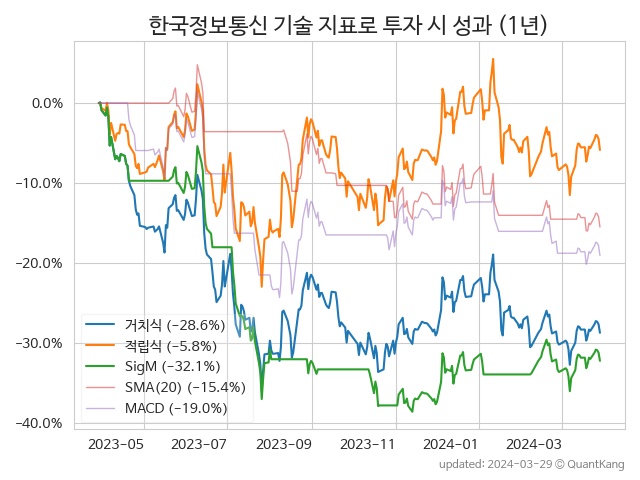 한국정보통신 기술 지표로 투자 시 성과 (1년)
0.0%
−10.0%
−20.0%
−30.0%
−40.0%
거치식 (−28.6%)
적립식 (−5.8%)
SigM (−32.1%)
SMA(20) (−15.4%)
MACD (−19.0%)
2023−05 2023−07 2023−09 2023−11 2024−01 2024−03
updated: 2024−03−29 © QuantKang